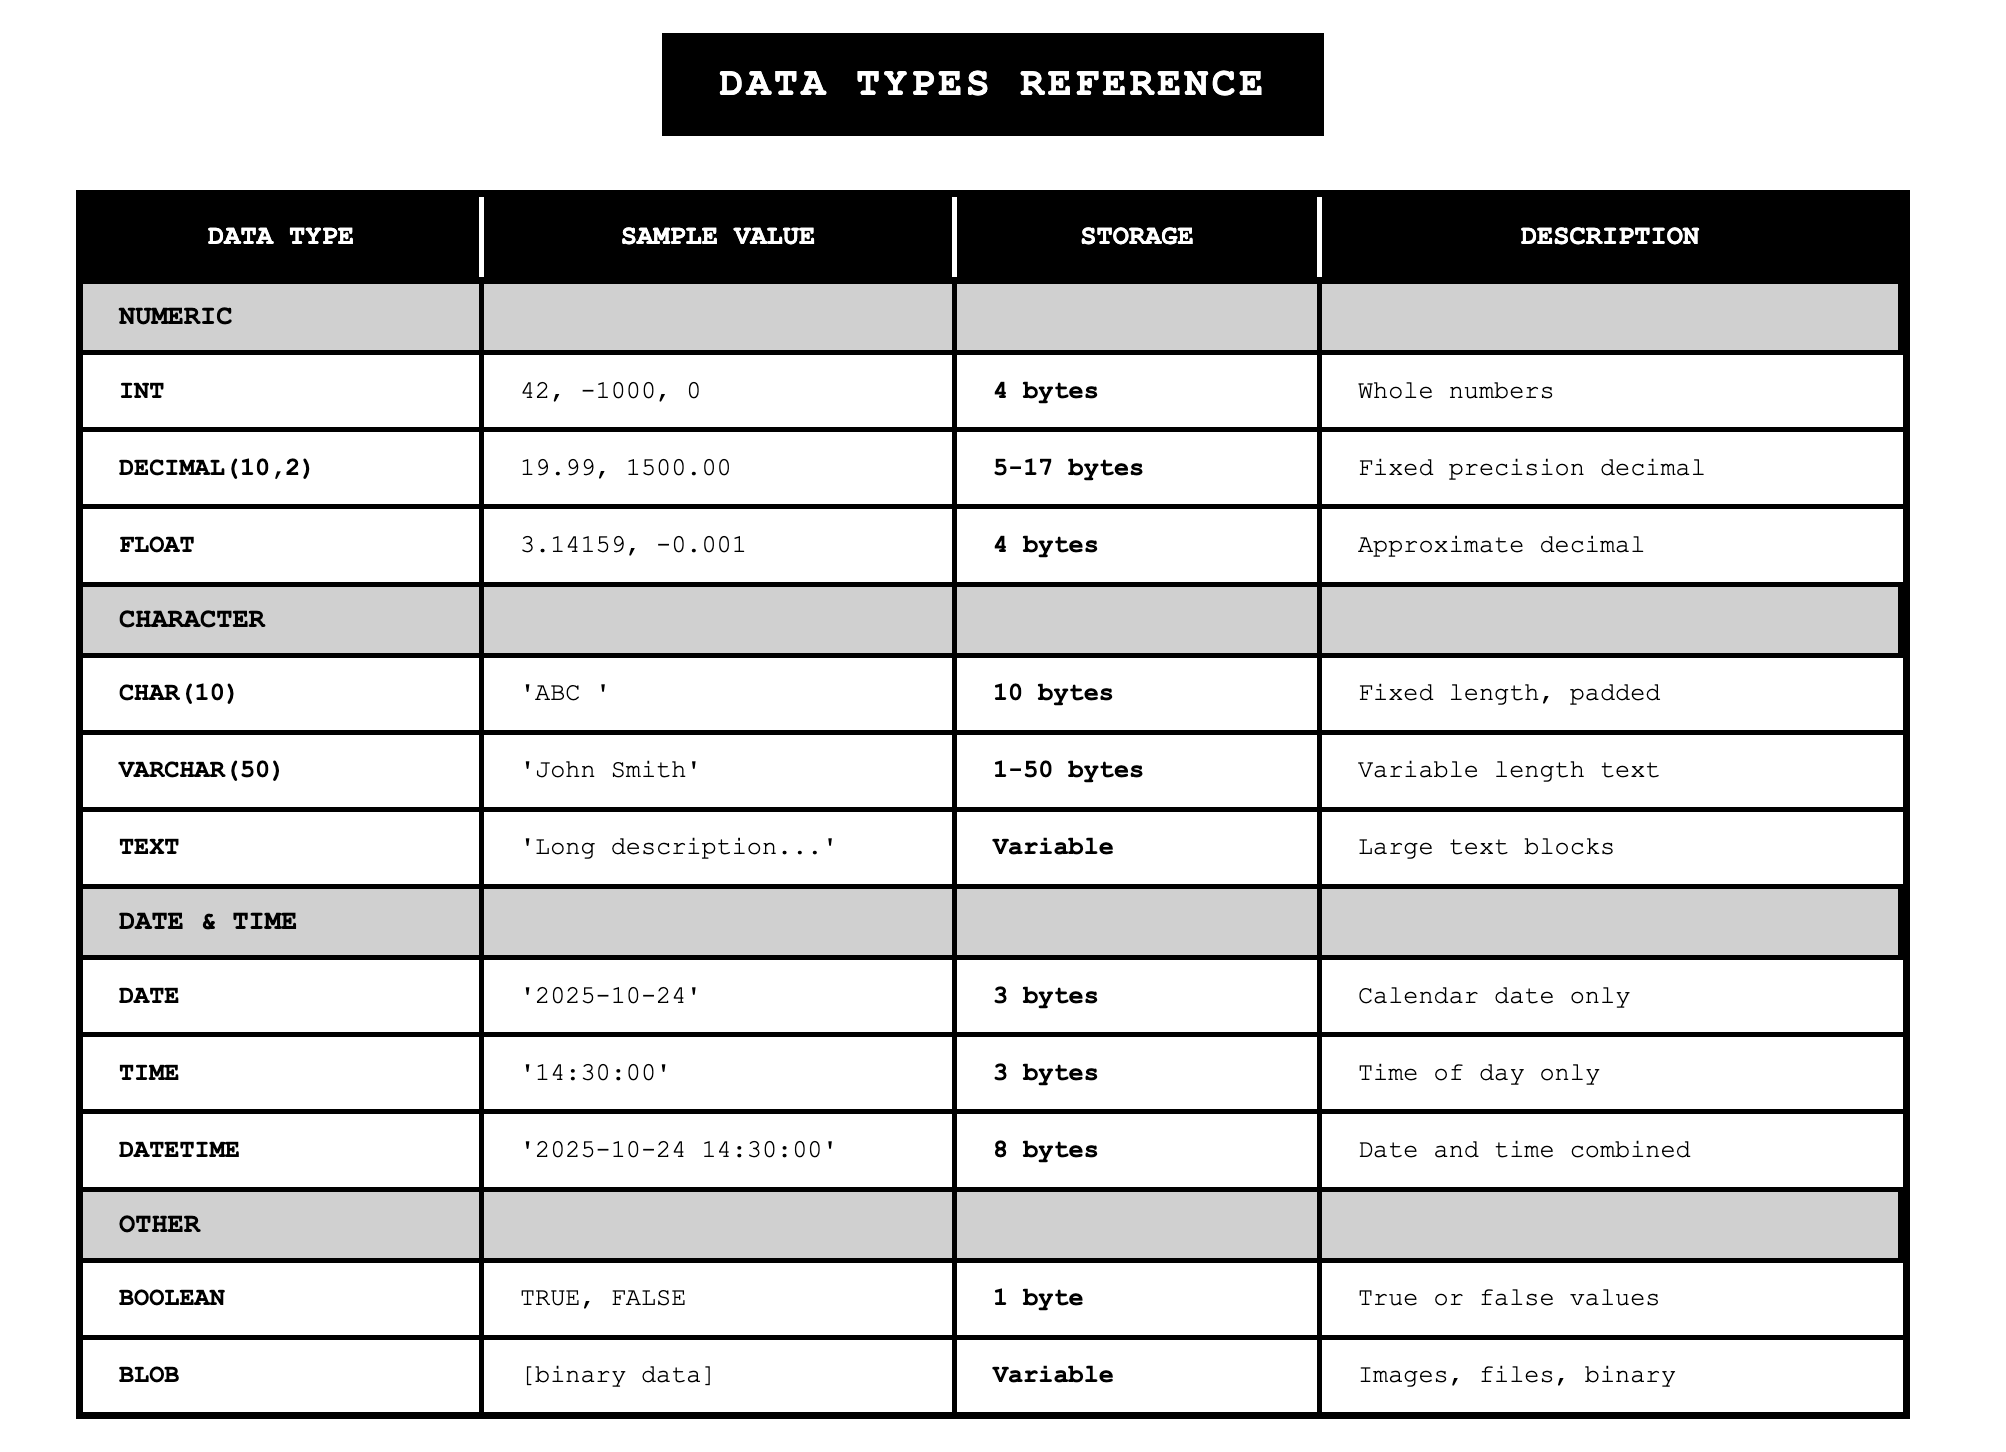 DATA TYPES REFERENCE
DATA TYPE SAMPLE VALUE STORAGE DESCRIPTION
NUMERIC
INT 42, -1000, 0 4 bytes Whole numbers
DECIMAL(10,2) 19.99, 1500.00 5-17 bytes Fixed precision decimal
FLOAT 3.14159, -0.001 4 bytes Approximate decimal
CHARACTER
CHAR(10) 'ABC ' 10 bytes Fixed length, padded
VARCHAR(50) 'John Smith' 1-50 bytes Variable length text
TEXT 'Long description...' Variable Large text blocks
DATE & TIME
DATE '2025-10-24' 3 bytes Calendar date only
TIME '14:30:00' 3 bytes Time of day only
DATETIME '2025-10-24 14:30:00' 8 bytes Date and time combined
OTHER
BOOLEAN TRUE, FALSE 1 byte True or false values
BLOB [binary data] Variable Images, files, binary